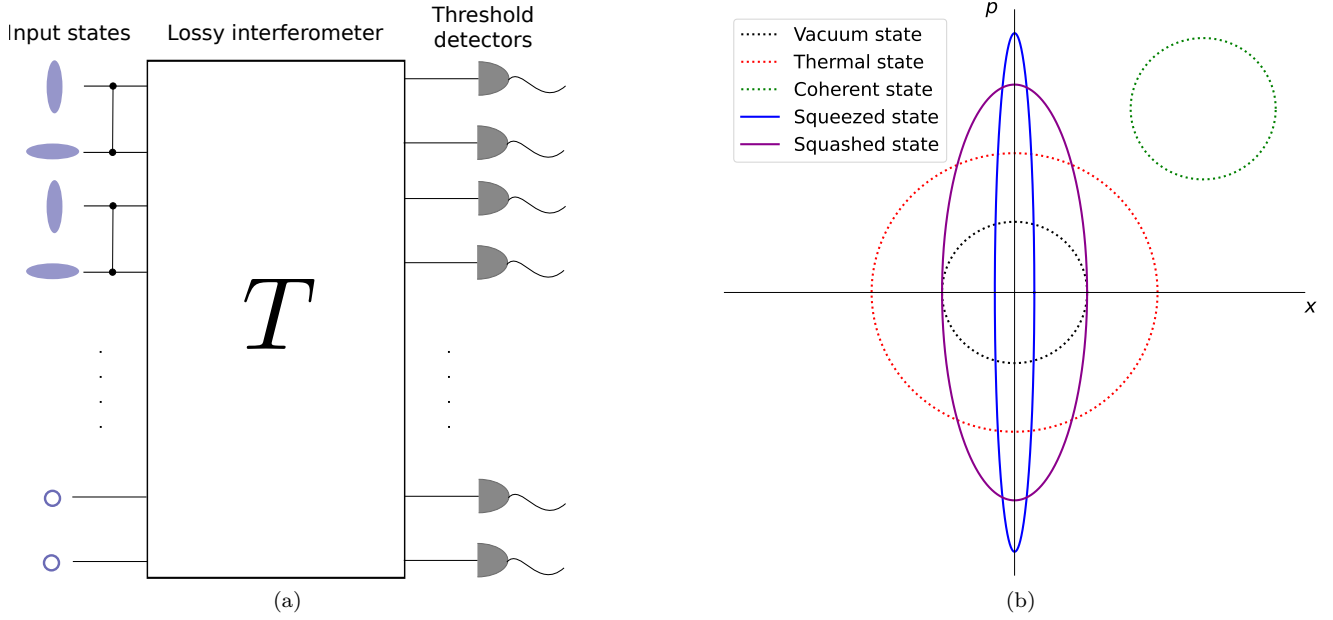 Input states
Lossy interferometer
Threshold
detectors
T
(a)
p
Vacuum state
Thermal state
Coherent state
Squeezed state
Squashed state
x
(b)